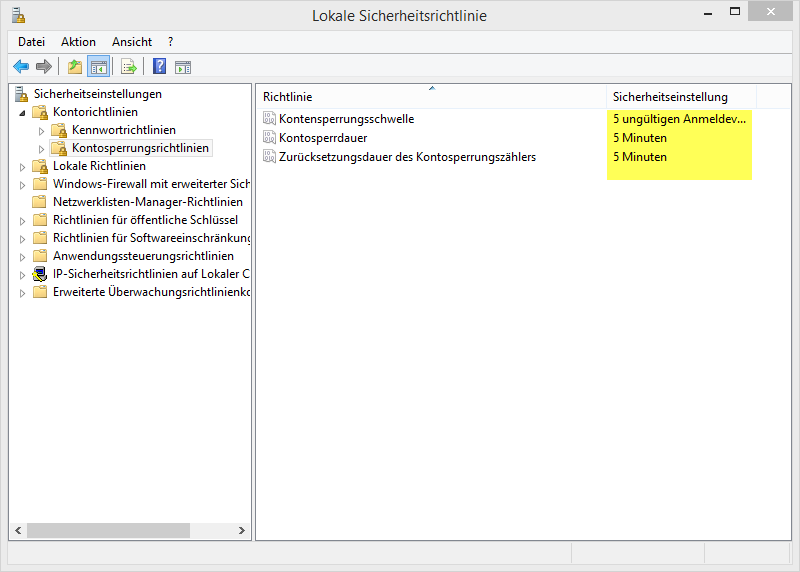 Lokale Sicherheitsrichtlinie
Datei Aktion Ansicht ?
Sicherheitseinstellungen
Kontorichtlinien
Kennwortrichtlinien
Kontosperrungsrichtlinien
Lokale Richtlinien
Windows-Firewall mit erweiterter Sich
Netzwerklisten-Manager-Richtlinien
Richtlinien für öffentliche Schlüssel
Richtlinien für Softwareeinschränkung
Anwendungssteuerungsrichtlinien
IP-Sicherheitsrichtlinien auf Lokaler C
Erweiterte Überwachungsrichtlinienko
Richtlinie Sicherheitseinstellung
Kontensperrungsschwelle 5 ungültigen Anmeldev...
Kontosperrdauer 5 Minuten
Zurücksetzungsdauer des Kontosperrungszählers 5 Minuten